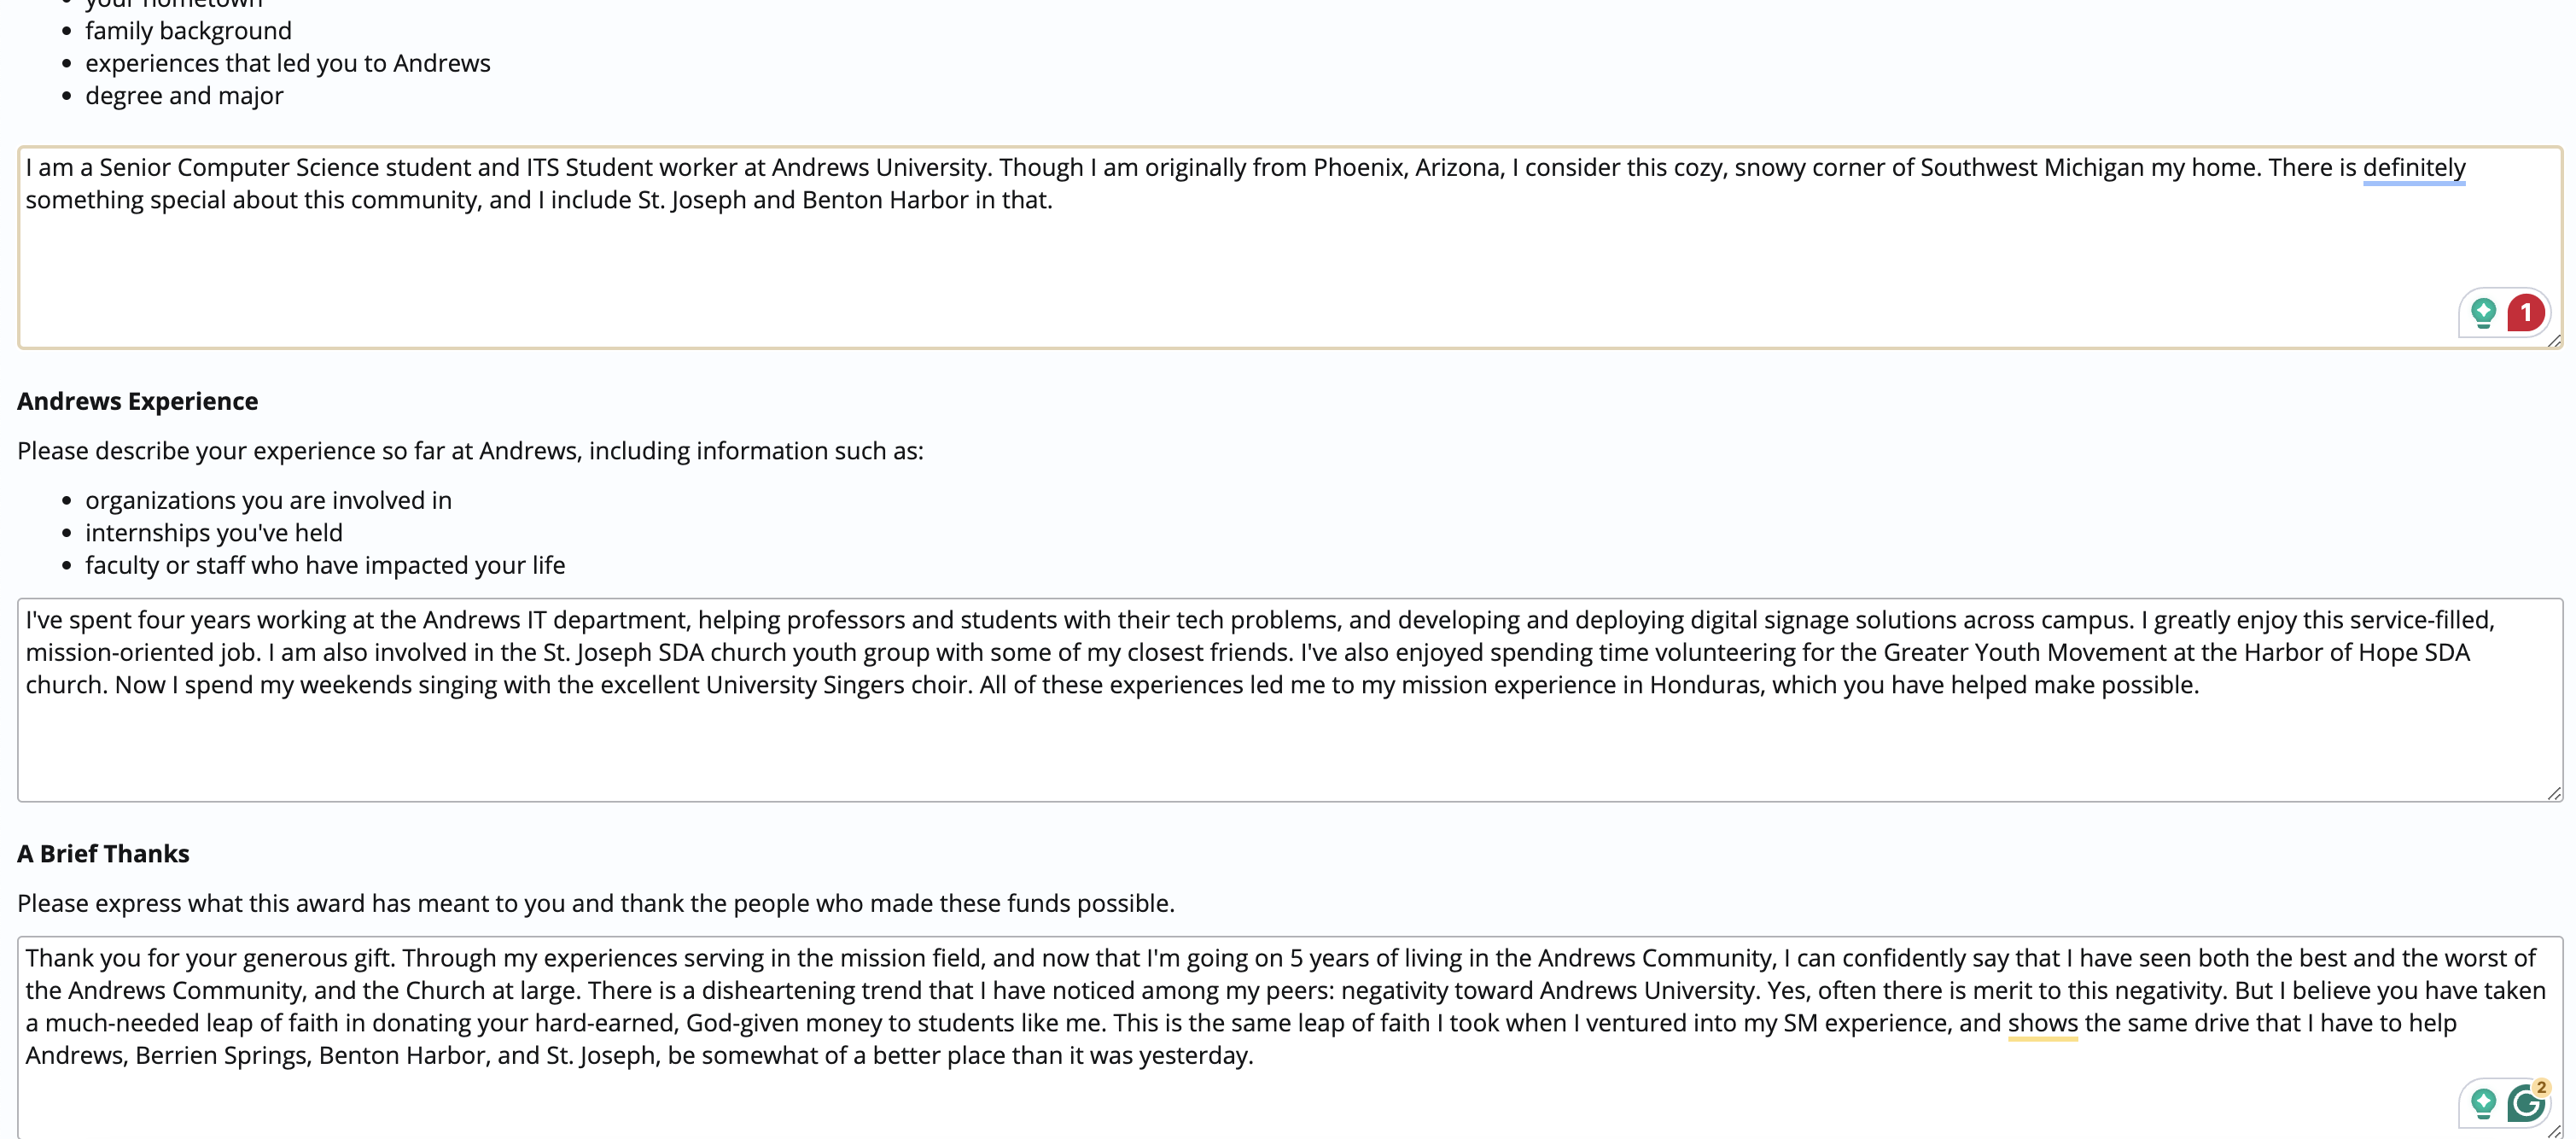 your hometown
family background
experiences that led you to Andrews
degree and major
I am a Senior Computer Science student and ITS Student worker at Andrews University. Though I am originally from Phoenix, Arizona, I consider this cozy, snowy corner of Southwest Michigan my home. There is definitely
something special about this community, and I include St. Joseph and Benton Harbor in that.
1
Andrews Experience
Please describe your experience so far at Andrews, including information such as:
organizations you are involved in
internships you've held
faculty or staff who have impacted your life
I've spent four years working at the Andrews IT department, helping professors and students with their tech problems, and developing and deploying digital signage solutions across campus. I greatly enjoy this service-filled,
mission-oriented job. I am also involved in the St. Joseph SDA church youth group with some of my closest friends. I've also enjoyed spending time volunteering for the Greater Youth Movement at the Harbor of Hope SDA
church. Now I spend my weekends singing with the excellent University Singers choir. All of these experiences led me to my mission experience in Honduras, which you have helped make possible.
A Brief Thanks
Please express what this award has meant to you and thank the people who made these funds possible.
Thank you for your generous gift. Through my experiences serving in the mission field, and now that I'm going on 5 years of living in the Andrews Community, I can confidently say that I have seen both the best and the worst of
the Andrews Community, and the Church at large. There is a disheartening trend that I have noticed among my peers: negativity toward Andrews University. Yes, often there is merit to this negativity. But I believe you have taken
a much-needed leap of faith in donating your hard-earned, God-given money to students like me. This is the same leap of faith I took when I ventured into my SM experience, and shows the same drive that I have to help
Andrews, Berrien Springs, Benton Harbor, and St. Joseph, be somewhat of a better place than it was yesterday.
2